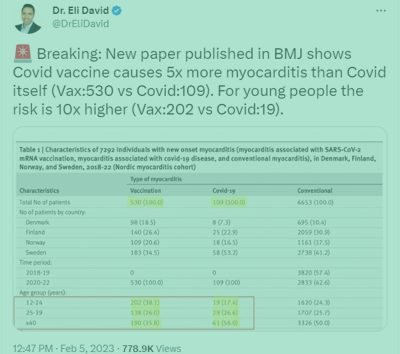 Dr. Eli David
@DrEliDavid
Breaking: New paper published in BMJ shows
Covid vaccine causes 5x more myocarditis than Covid
itself (Vax:530 vs Covid:109). For young people the
risk is 10x higher (Vax:202 vs Covid:19).
Table 1 | Characteristics of 7292 individuals with new onset myocarditis (myocarditis associated with SARS-CoV-2
mRNA vaccination, myocarditis associated with covid-19 disease, and conventional myocarditis), in Denmark, Finland,
Norway, and Sweden, 2018-22 (Nordic myocarditis cohort)
Type of myocarditis
Characteristics Vaccination Covid-19 Conventional
Total No of patients 530 (100.0) 109 (100.0) 6653 (100.0)
No of patients by country:
Denmark 98 (18.5) 8 (7.3) 695 (10.4)
Finland 140 (26.4) 25 (22.9) 2059 (30.9)
Norway 109 (20.6) 18 (16.5) 1161 (17.5)
Sweden 183 (34.5) 58 (53.2) 2738 (41.2)
Time period:
2018-19 0 0 3820 (57.4)
2020-22 530 (100.0) 109 (100) 2833 (42.6)
Age group (years):
12-24 202 (38.1) 19 (17.4) 1620 (24.3)
25-39 138 (26.0) 29 (26.6) 1707 (25.7)
≥40 190 (35.8) 61 (56.0) 3326 (50.0)
12:47 PM · Feb 5, 2023 · 778.9K Views